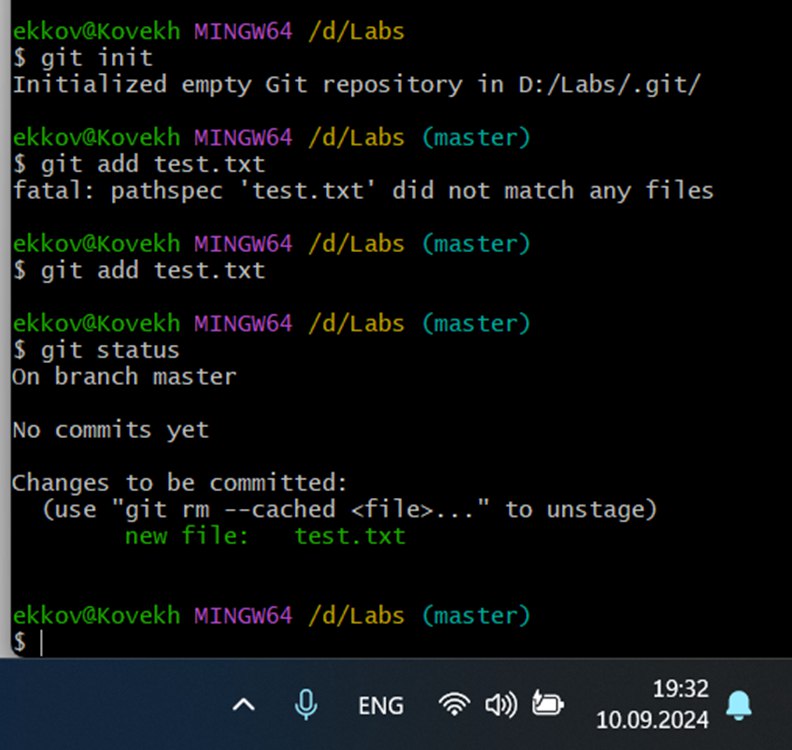 ekkov@Kovekh MINGW64 /d/Labs
$ git init
Initialized empty Git repository in D:/Labs/.git/
ekkov@Kovekh MINGW64 /d/Labs (master)
$ git add test.txt
fatal: pathspec 'test.txt' did not match any files
ekkov@Kovekh MINGW64 /d/Labs (master)
$ git add test.txt
ekkov@Kovekh MINGW64 /d/Labs (master)
$ git status
On branch master
No commits yet
Changes to be committed:
  (use "git rm --cached <file>..." to unstage)
        new file:   test.txt
ekkov@Kovekh MINGW64 /d/Labs (master)
$
ENG
19:32
10.09.2024